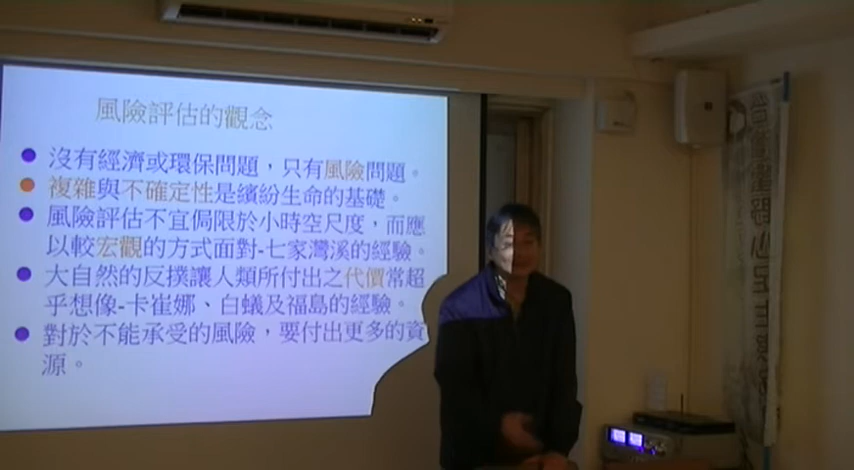 風險評估的觀念
沒有經濟或環保問題，只有風險問題。
複雜與不確定性是繽紛生命的基礎。
風險評估不宜侷限於小時空尺度，而應
以較宏觀的方式面對-七家灣溪的經驗。
大自然的反撲讓人類所付出之代價常超
乎想像-卡崔娜、白蟻及福島的經驗。
對於不能承受的風險，要付出更多的資
源。